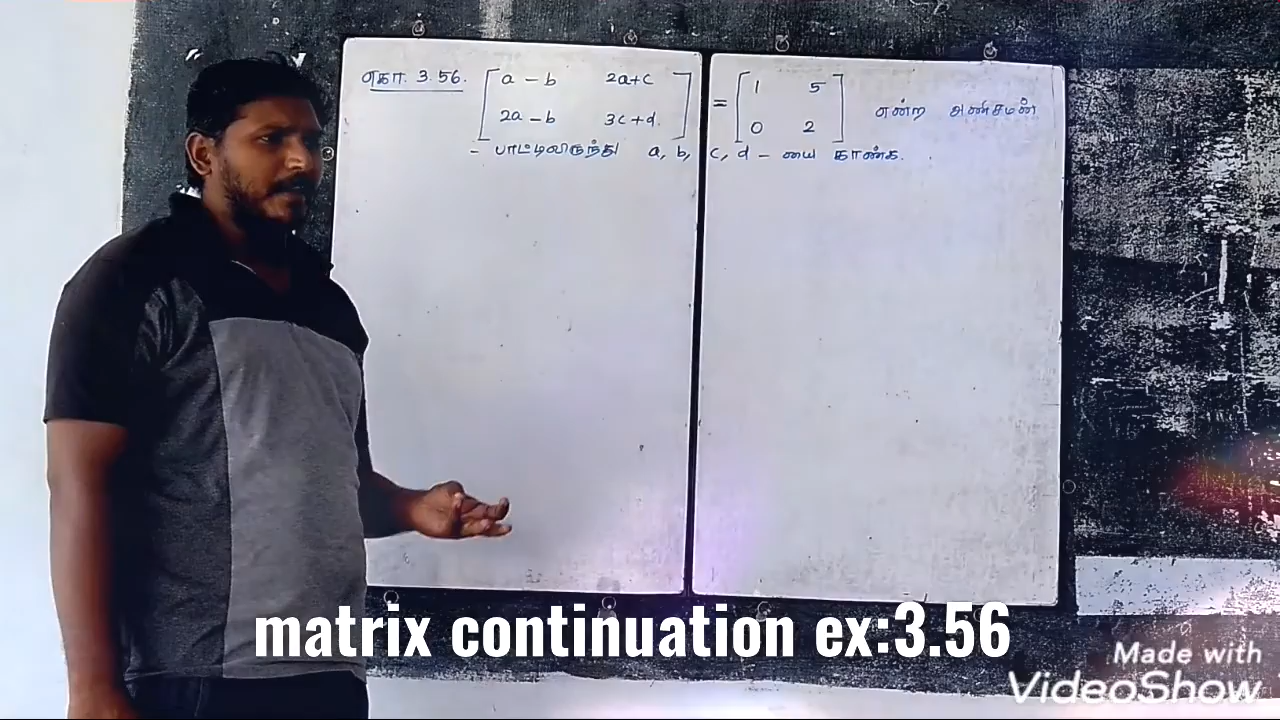 எகா. 3.56. [ a - b 2a+c ] = [ 1 5 ] என்ற அணிசமன்
2a - b 3c+d. 0 2
- பாட்டிலிருந்து a, b, c, d - யை காண்க.
matrix continuation ex:3.56
Made with
VideoShow